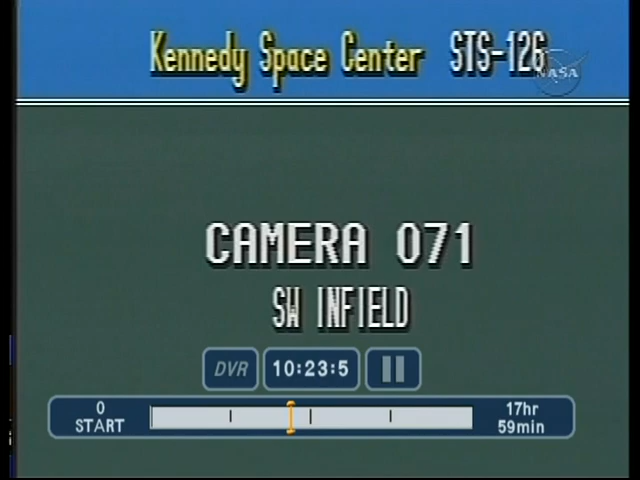 Kennedy Space Center STS-126
NASA
CAMERA 071
SW INFIELD
DVR 10:23:5
0
START
17hr
59min